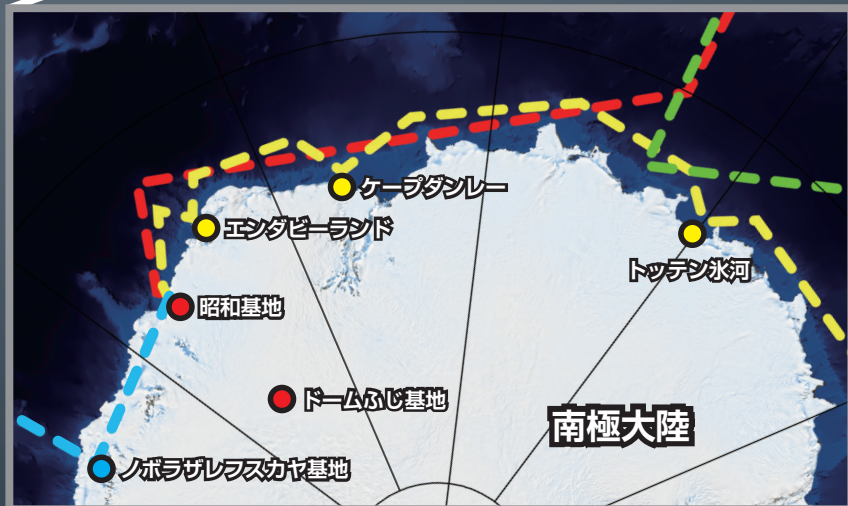 ケープダンレー
エンダビーランド
トッテン氷河
昭和基地
ドームふじ基地
南極大陸
ノボラザレフスカヤ基地